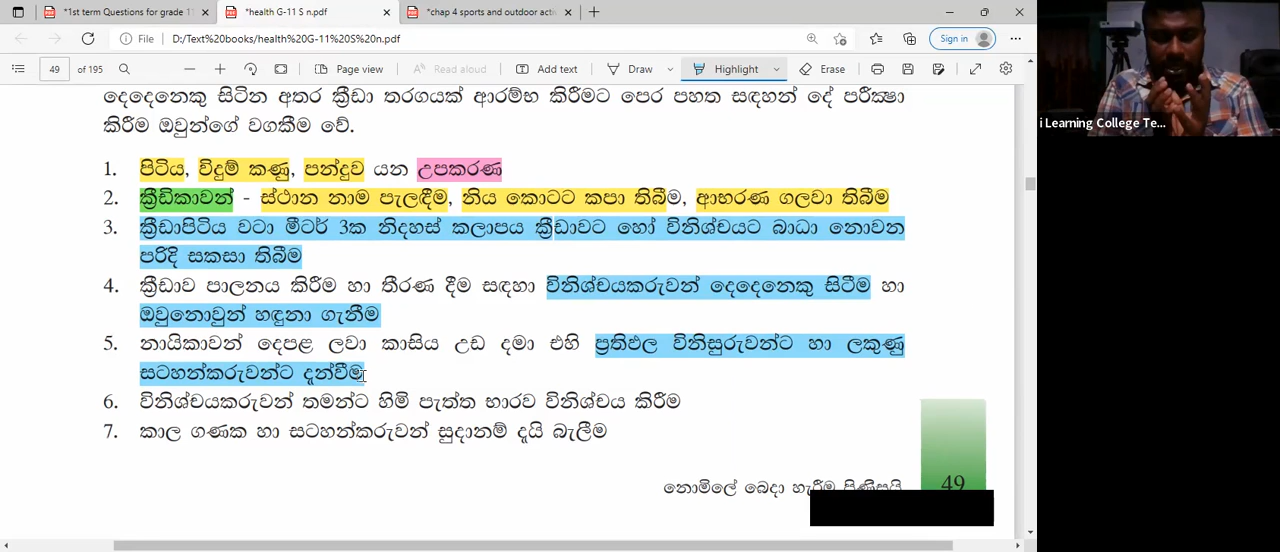 *1st term Questions for grade 1
*health G-11 S n.pdf
*chap 4 sports and outdoor acti
File
D:/Text%20books/health%20G-11%20S%20n.pdf
Sign in
49 of 195
Page view
Read aloud
Add text
Draw
Highlight
Erase
i Learning College Te...
දෙදෙනෙකු සිටින අතර ක්‍රීඩා තරගයක් ආරම්භ කිරීමට පෙර පහත සඳහන් දේ පරීක්‍ෂා
කිරීම ඔවුන්ගේ වගකීම වේ.
1. පිටිය, විදුම් කණු, පන්දුව යන උපකරණ
2. ක්‍රීඩිකාවන් - ස්ථාන නාම පැලඳීම, නිය කොටට කපා තිබීම, ආභරණ ගලවා තිබීම
3. ක්‍රීඩාපිටිය වටා මීටර් 3ක නිදහස් කලාපය ක්‍රීඩාවට හෝ විනිශ්චයට බාධා නොවන
පරිදි සකසා තිබීම
4. ක්‍රීඩාව පාලනය කිරීම හා තීරණ දීම සඳහා විනිශ්චයකරුවන් දෙදෙනෙකු සිටීම හා
ඔවුනොවුන් හඳුනා ගැනීම
5. නායිකාවන් දෙපළ ලවා කාසිය උඩ දමා එහි ප්‍රතිඵල විනිසුරුවන්ට හා ලකුණු
සටහන්කරුවන්ට දැන්වීම
6. විනිශ්චයකරුවන් තමන්ට හිමි පැත්ත භාරව විනිශ්චය කිරීම
7. කාල ගණක හා සටහන්කරුවන් සුදානම් දැයි බැලීම
නොමිලේ බෙදා හැරීම පිණිසයි
49